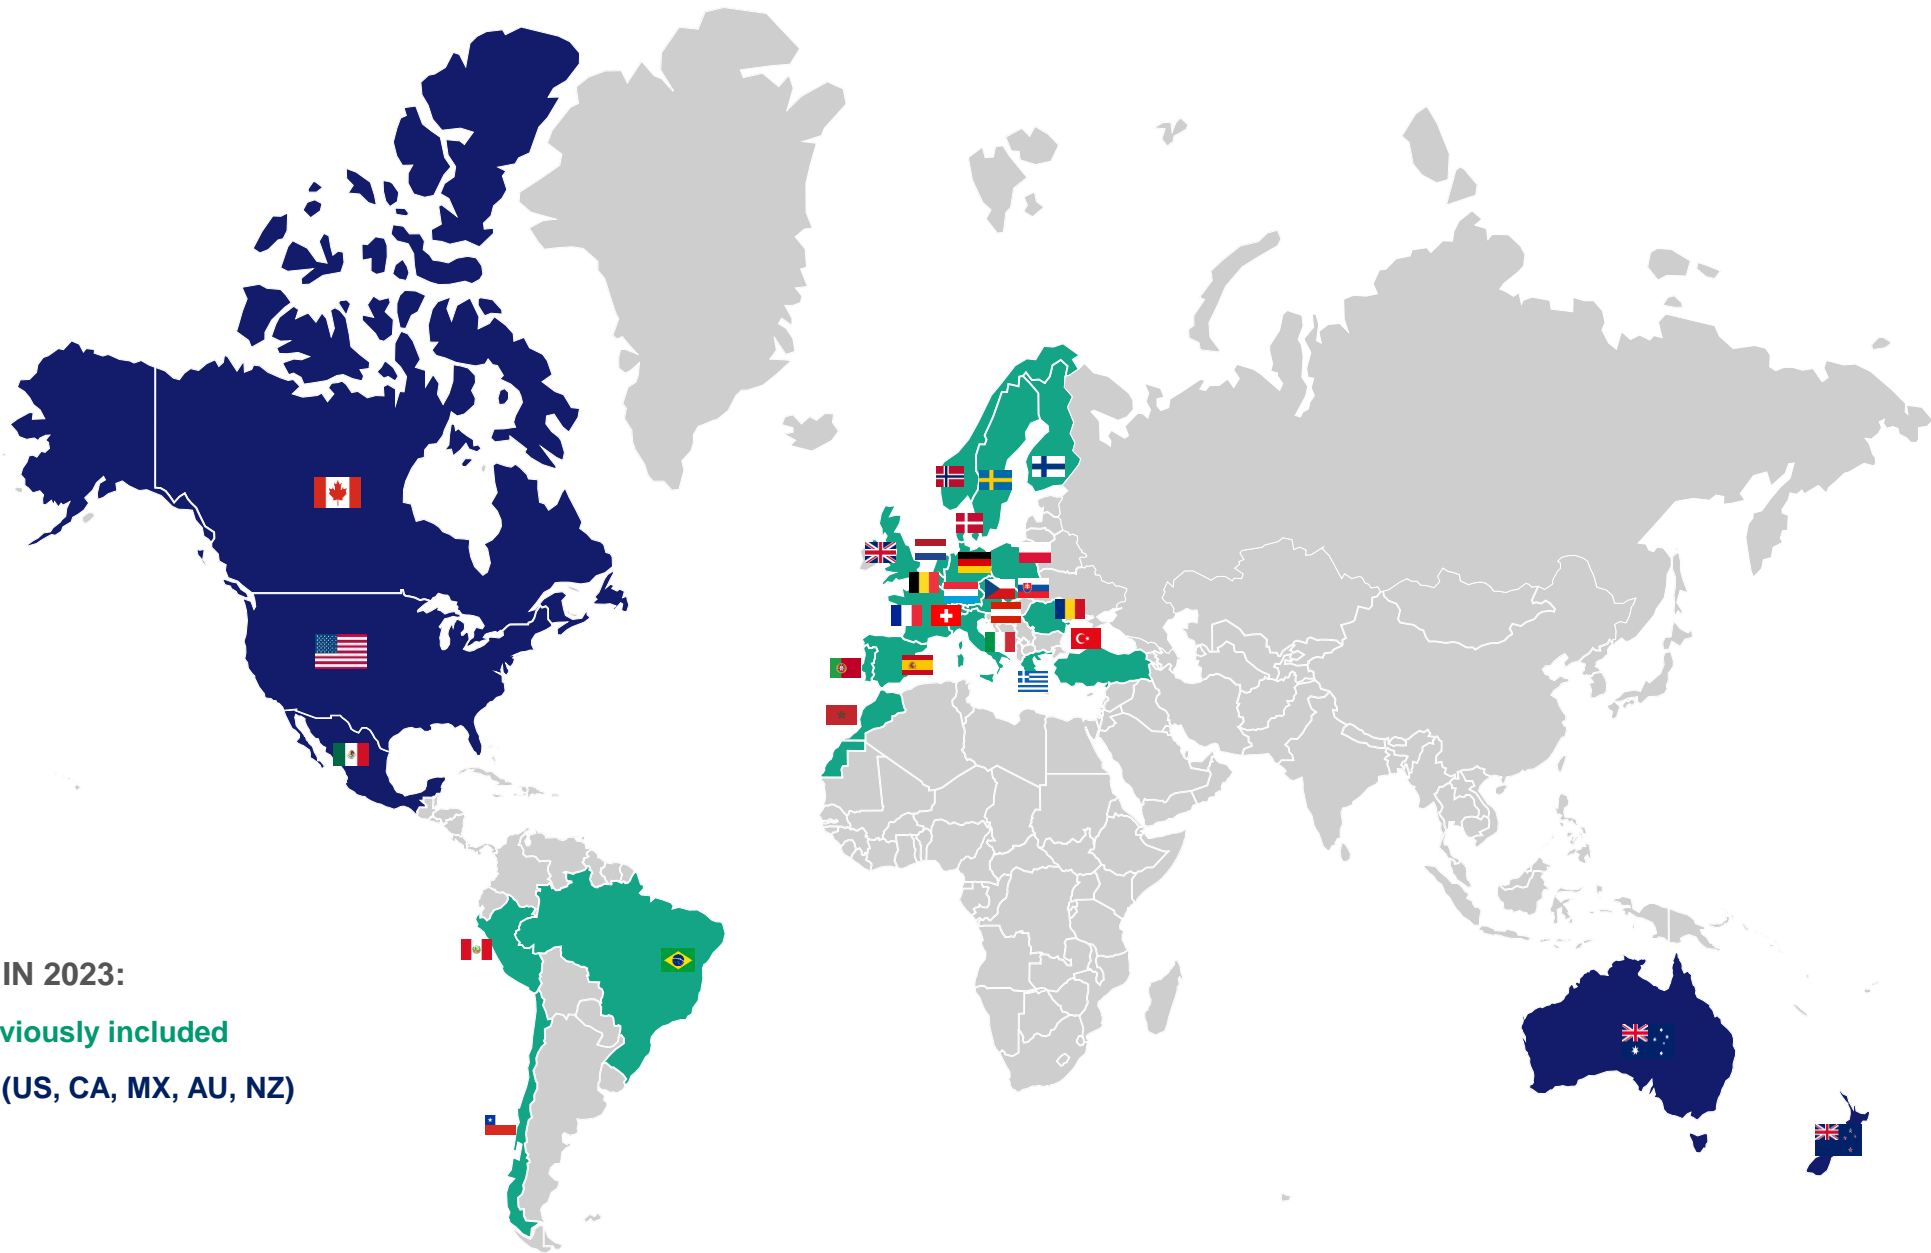 IN 2023:
viously included
(US, CA, MX, AU, NZ)